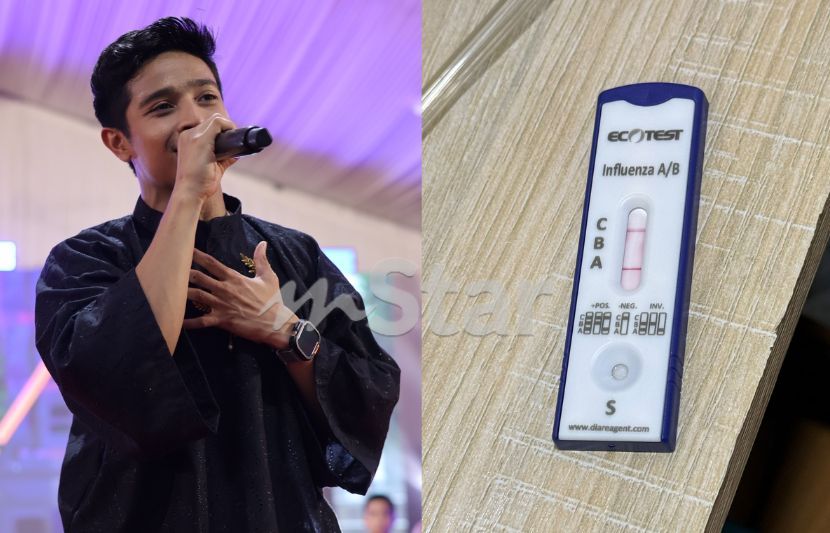 mStar
ECOTEST
Influenza A/B
C
B
A
+POS. -NEG. INV.
C
B
A
C
B
A
C
B
A
S
www.diareagent.com